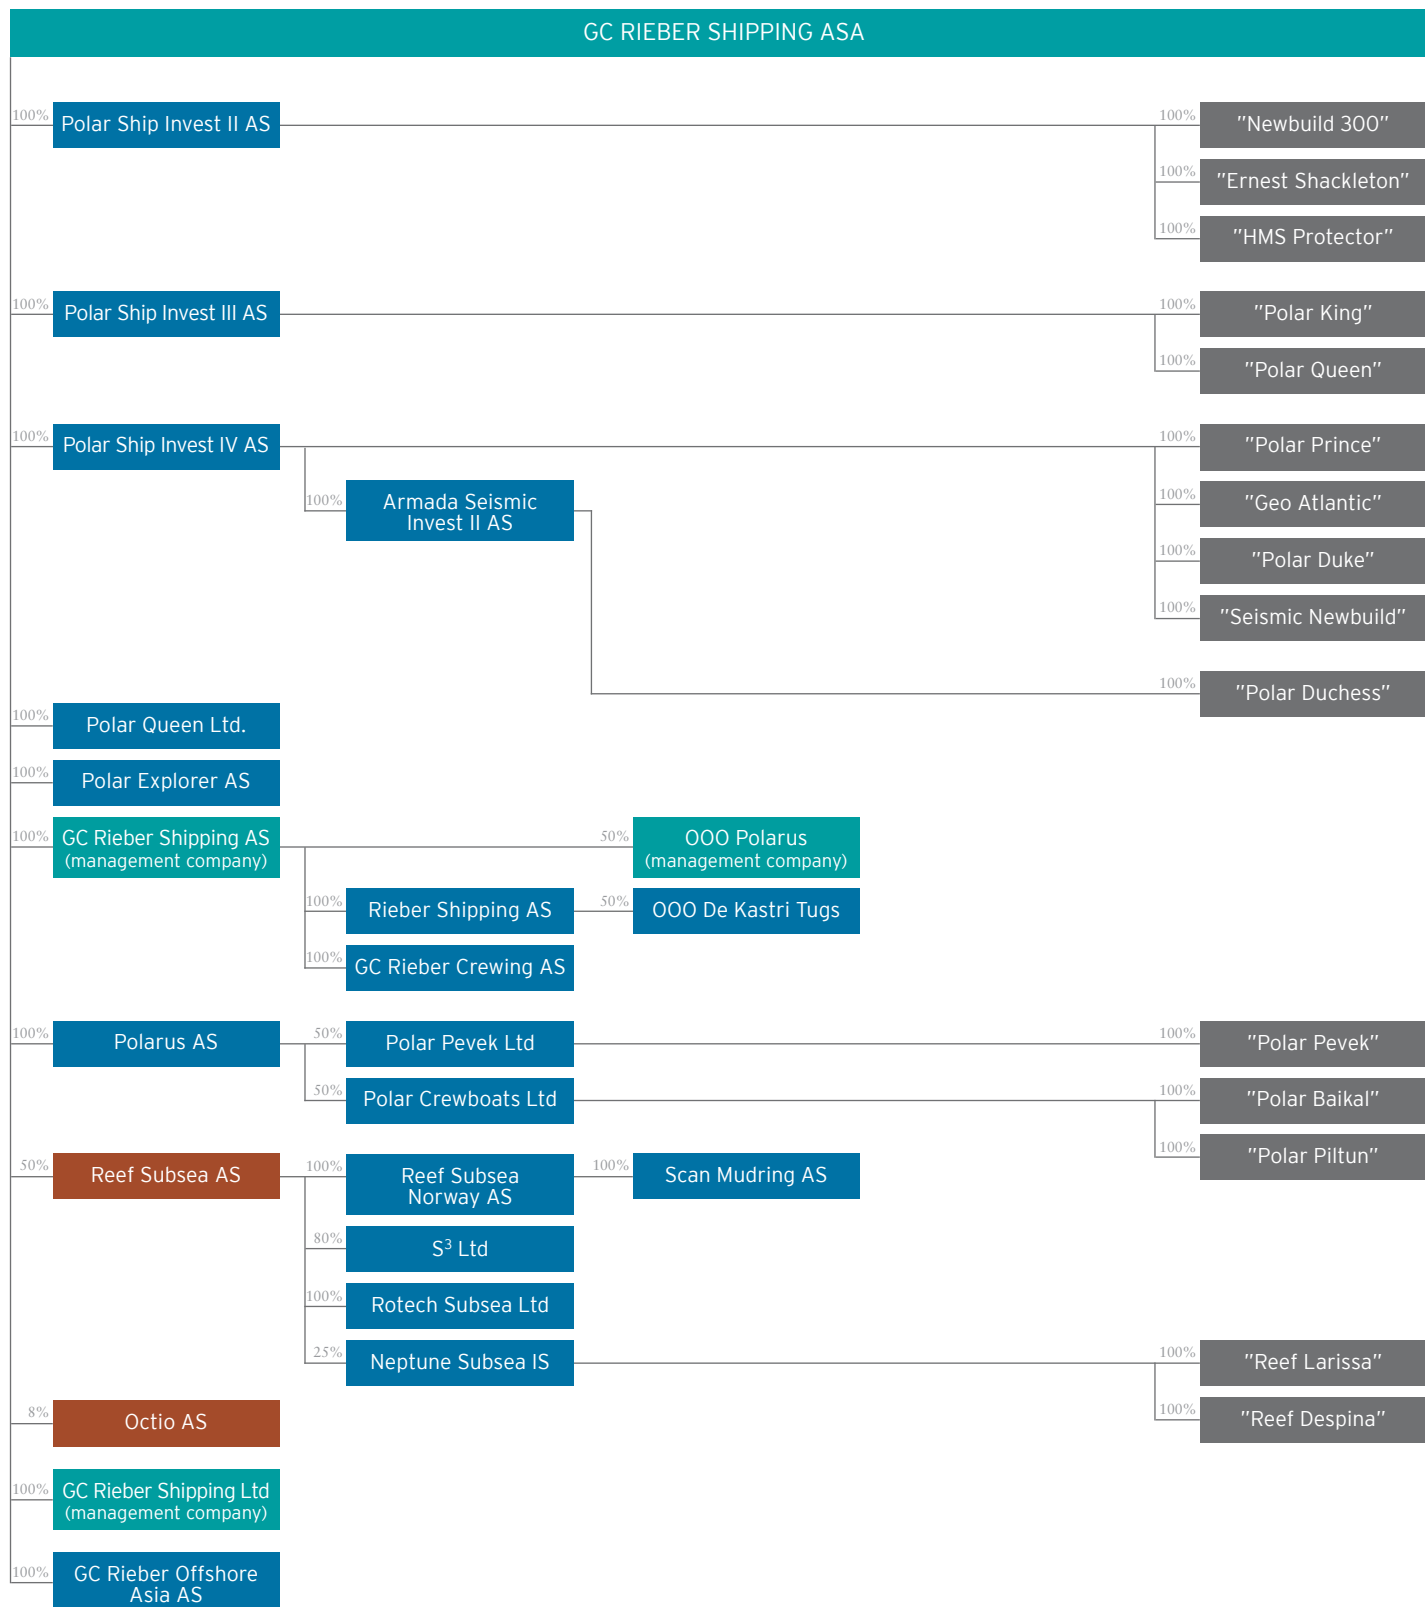 GC RIEBER SHIPPING ASA
100%
Polar Ship Invest II AS
100%
"Newbuild 300"
100%
"Ernest Shackleton"
100%
"HMS Protector"
100%
Polar Ship Invest III AS
100%
"Polar King"
100%
"Polar Queen"
100%
Polar Ship Invest IV AS
100%
"Polar Prince"
100%
Armada Seismic
Invest II AS
100%
"Geo Atlantic"
100%
"Polar Duke"
100%
"Seismic Newbuild"
100%
"Polar Duchess"
100%
Polar Queen Ltd.
100%
Polar Explorer AS
100%
GC Rieber Shipping AS
(management company)
50%
OOO Polarus
(management company)
100%
Rieber Shipping AS
50%
OOO De Kastri Tugs
100%
GC Rieber Crewing AS
100%
Polarus AS
50%
Polar Pevek Ltd
100%
"Polar Pevek"
50%
Polar Crewboats Ltd
100%
"Polar Baikal"
100%
"Polar Piltun"
50%
Reef Subsea AS
100%
Reef Subsea
Norway AS
100%
Scan Mudring AS
80%
S³ Ltd
100%
Rotech Subsea Ltd
25%
Neptune Subsea IS
100%
"Reef Larissa"
100%
"Reef Despina"
8%
Octio AS
100%
GC Rieber Shipping Ltd
(management company)
100%
GC Rieber Offshore
Asia AS